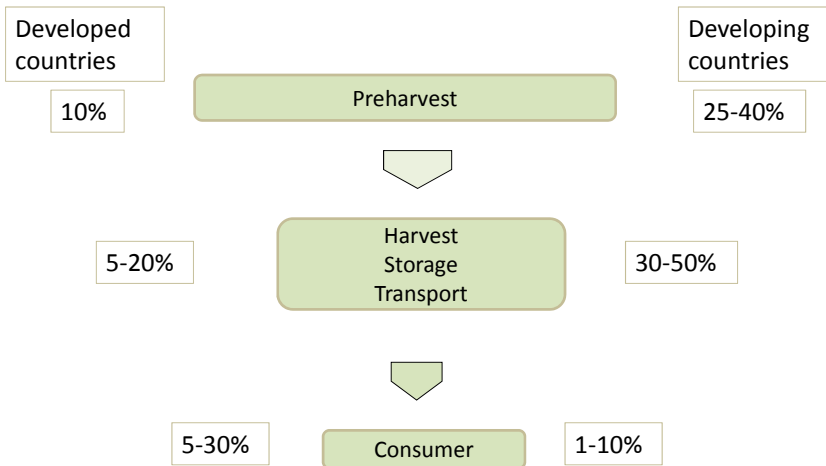 Developed
countries
Developing
countries
10%
Preharvest
25-40%
5-20%
Harvest
Storage
Transport
30-50%
5-30%
Consumer
1-10%